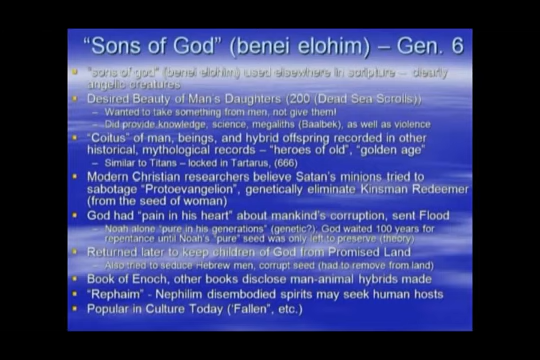 “Sons of God” (benei elohim) – Gen. 6
“sons of god” (benei elohim) used elsewhere in scripture – clearly
angelic creatures
Desired Beauty of Man’s Daughters (200 (Dead Sea Scrolls))
– Wanted to take something from men, not give them!
– Did provide knowledge, science, megaliths (Baalbek), as well as violence
“Coitus” of man, beings, and hybrid offspring recorded in other
historical, mythological records – “heroes of old”, “golden age”
– Similar to Titans – locked in Tartarus, (666)
Modern Christian researchers believe Satan’s minions tried to
sabotage “Protoevangelion”, genetically eliminate Kinsman Redeemer
(from the seed of woman)
God had “pain in his heart” about mankind’s corruption, sent Flood
– Noah alone “pure in his generations” (genetic?), God waited 100 years for
repentance until Noah’s “pure” seed was only left to preserve (theory)
Returned later to keep children of God from Promised Land
– Also tried to seduce Hebrew men, corrupt seed (had to remove from land)
Book of Enoch, other books disclose man-animal hybrids made
“Rephaim” - Nephilim disembodied spirits may seek human hosts
Popular in Culture Today (‘Fallen”, etc.)